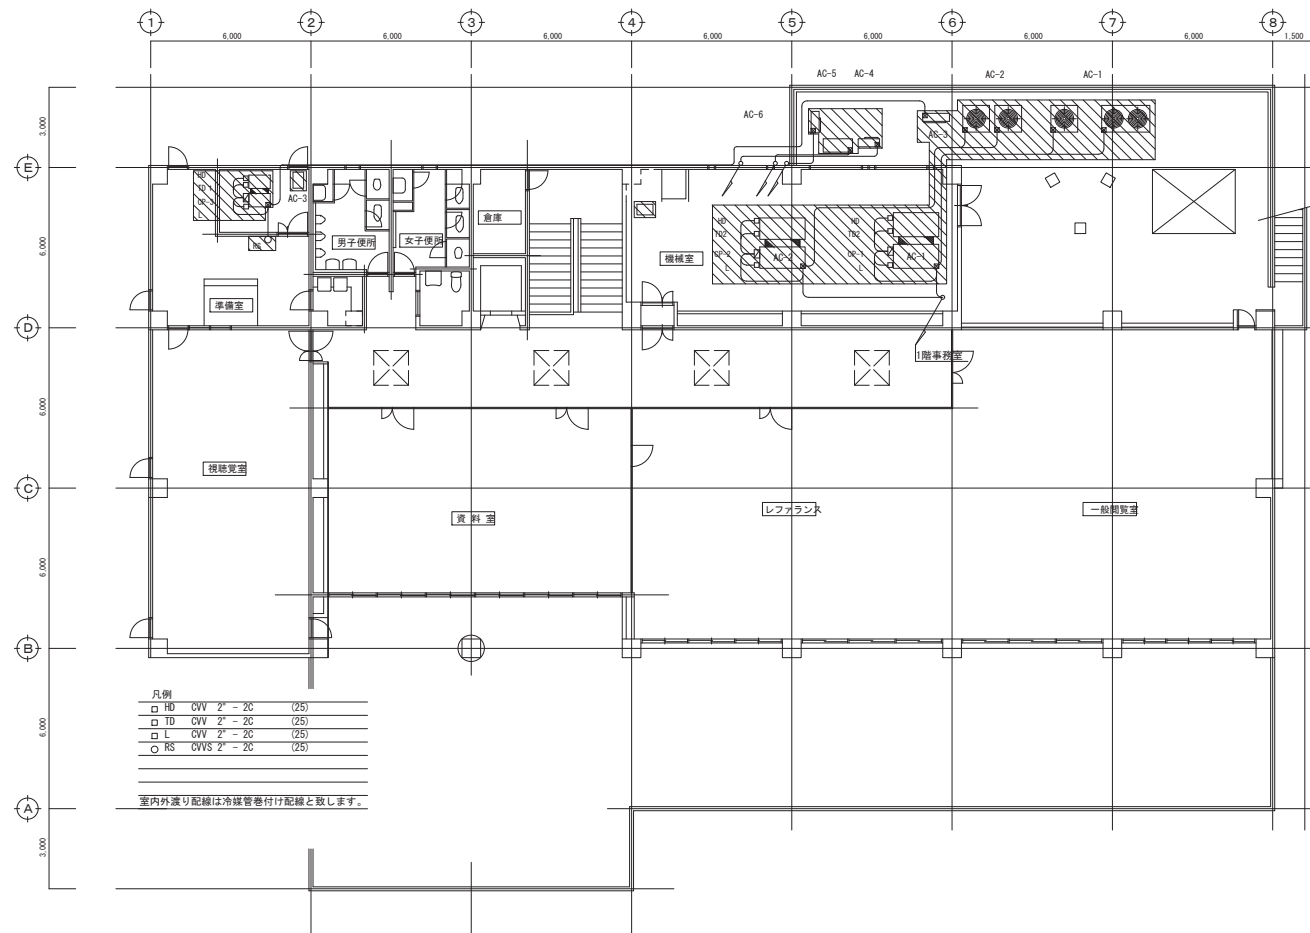 1 2 3 4 5 6 7 8
6,000 6,000 6,000 6,000 6,000 6,000 6,000 1,500
AC-5 AC-4 AC-2 AC-1
AC-6
AC-3
3,000
E
HD
TD1
CP-3
L
AC-3
RS
男子便所
女子便所
倉庫
機械室
HD
TD2
CP-2
L
AC-2
HD
TD2
CP-1
L
AC-1
6,000
準備室
D
1階事務室
6,000
視聴覚室
C
資料室
レファランス
一般閲覧室
6,000
B
凡例
HD CVV 2" - 2C (25)
TD CVV 2" - 2C (25)
L CVV 2" - 2C (25)
RS CVVS 2" - 2C (25)
6,000
室内外渡り配線は冷媒管巻付け配線と致します。
A
3,000